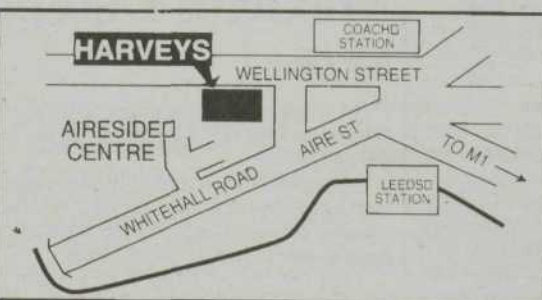 COACH▯
STATION
HARVEYS
WELLINGTON STREET
AIRESIDE▯
CENTRE
AIRE ST
TO M1
WHITEHALL ROAD
LEEDS▯
STATION